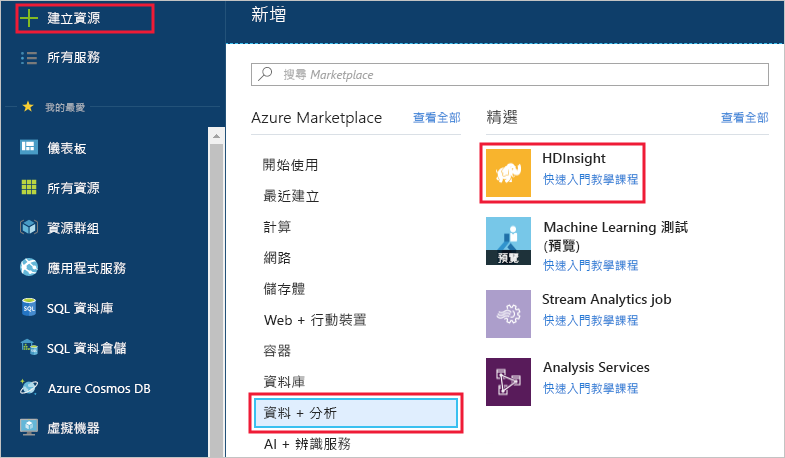 建立資源
所有服務
我的最愛
儀表板
所有資源
資源群組
應用程式服務
SQL
SQL 資料庫
SQL 資料倉儲
Azure Cosmos DB
虛擬機器
新增
搜尋 Marketplace
Azure Marketplace
查看全部
開始使用
最近建立
計算
網路
儲存體
Web + 行動裝置
容器
資料庫
資料 + 分析
AI + 辨識服務
精選
查看全部
HDInsight
快速入門教學課程
預覽
Machine Learning 測試
(預覽)
快速入門教學課程
Stream Analytics job
快速入門教學課程
Analysis Services
快速入門教學課程